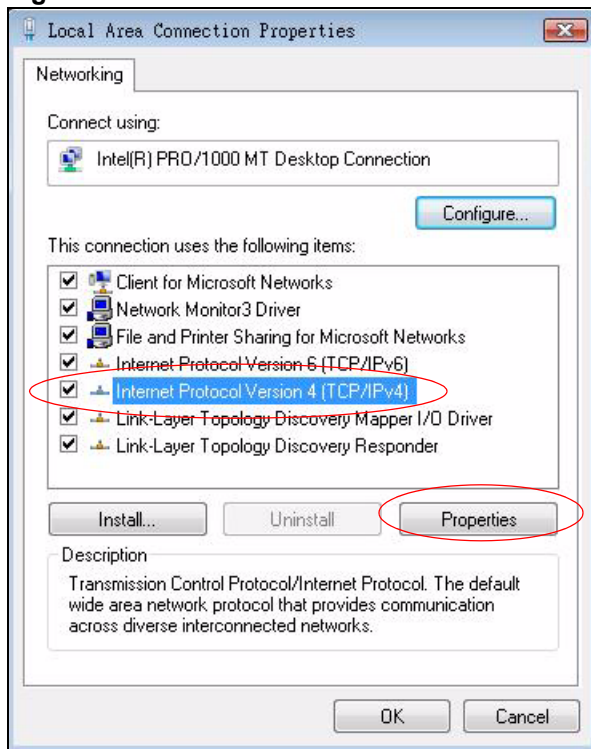 Local Area Connection Properties
Networking
Connect using:
Intel(R) PRO/1000 MT Desktop Connection
Configure...
This connection uses the following items:
Client for Microsoft Networks
Network Monitor3 Driver
File and Printer Sharing for Microsoft Networks
Internet Protocol Version 6 (TCP/IPv6)
Internet Protocol Version 4 (TCP/IPv4)
Link-Layer Topology Discovery Mapper I/O Driver
Link-Layer Topology Discovery Responder
Install... Uninstall Properties
Description
Transmission Control Protocol/Internet Protocol. The default
wide area network protocol that provides communication
across diverse interconnected networks.
OK Cancel